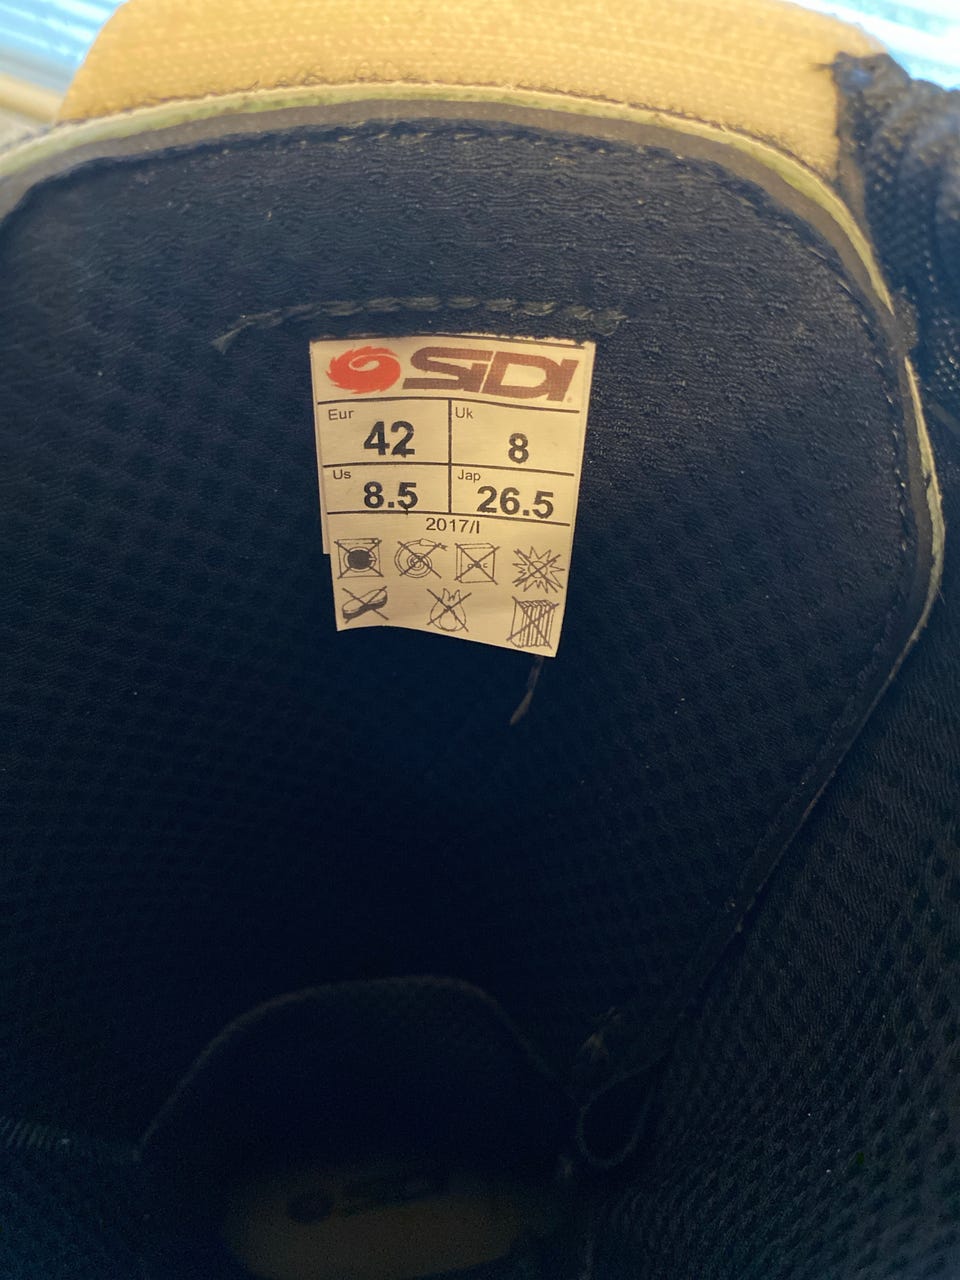 SIDI
Eur Uk
42 8
Us Jap
8.5 26.5
2017/I